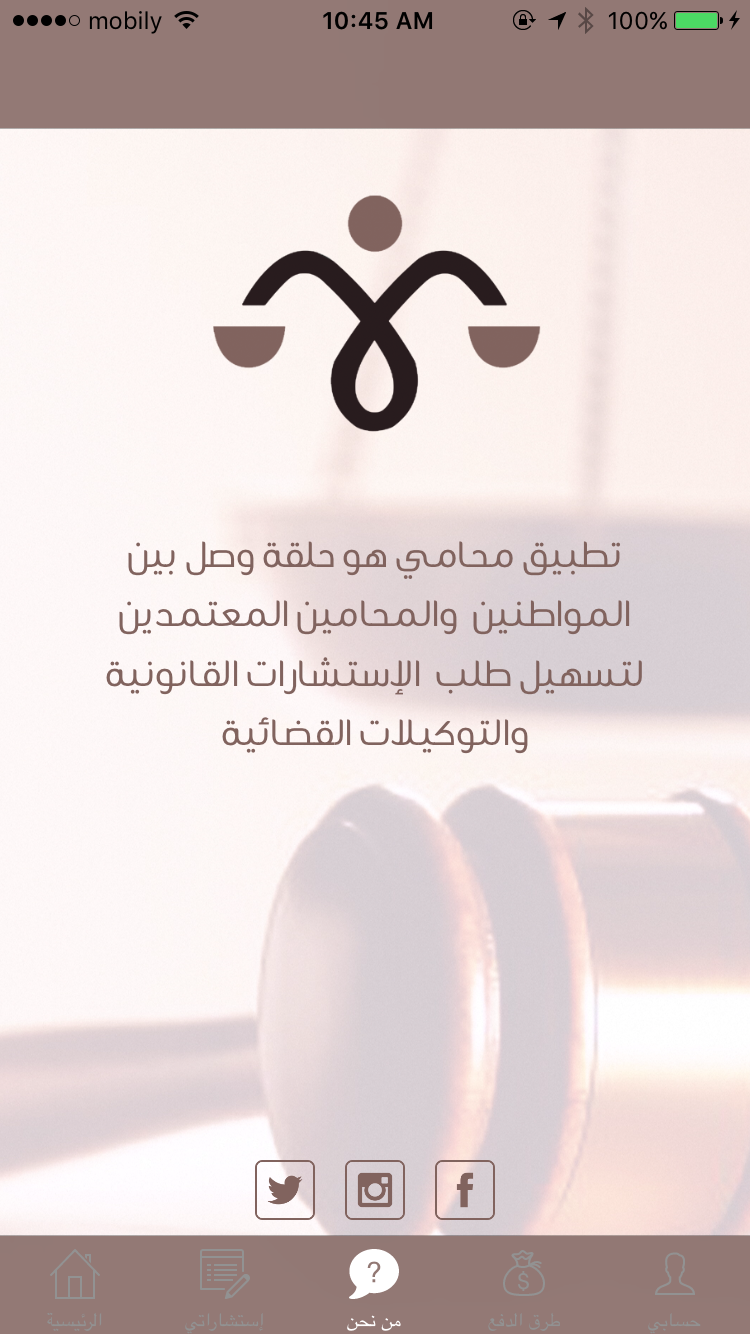 mobily 10:45 AM 100%
تطبيق محامي هو حلقة وصل بين
المواطنين والمحامين المعتمدين
لتسهيل طلب الإستشارات القانونية
والتوكيلات القضائية
حسابي
طرق الدفع
من نحن
إستشاراتي
الرئيسية